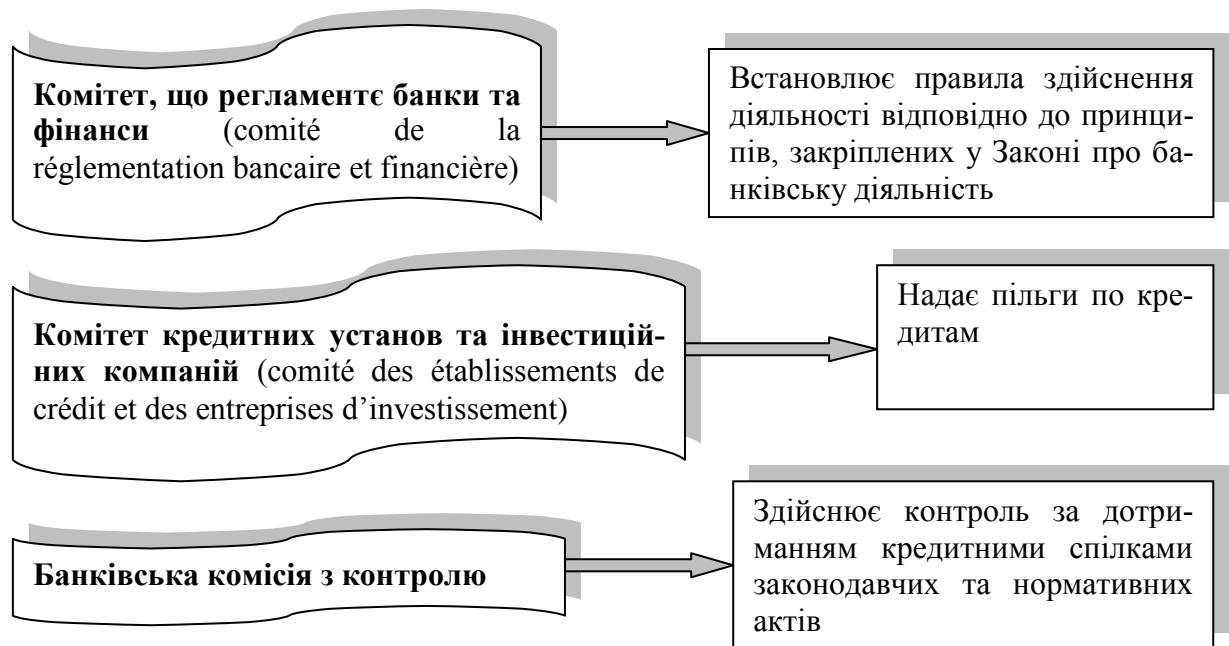 Комітет, що регламентє банки та
фінанси (comité de la
réglementation bancaire et financière)
Встановлює правила здійснення
діяльності відповідно до принци-
пів, закріплених у Законі про ба-
нківську діяльність
Комітет кредитних установ та інвестицій-
них компаній (comité des établissements de
crédit et des entreprises d’investissement)
Надає пільги по кре-
дитам
Банківська комісія з контролю
Здійснює контроль за дотри-
манням кредитними спілками
законодавчих та нормативних
актів